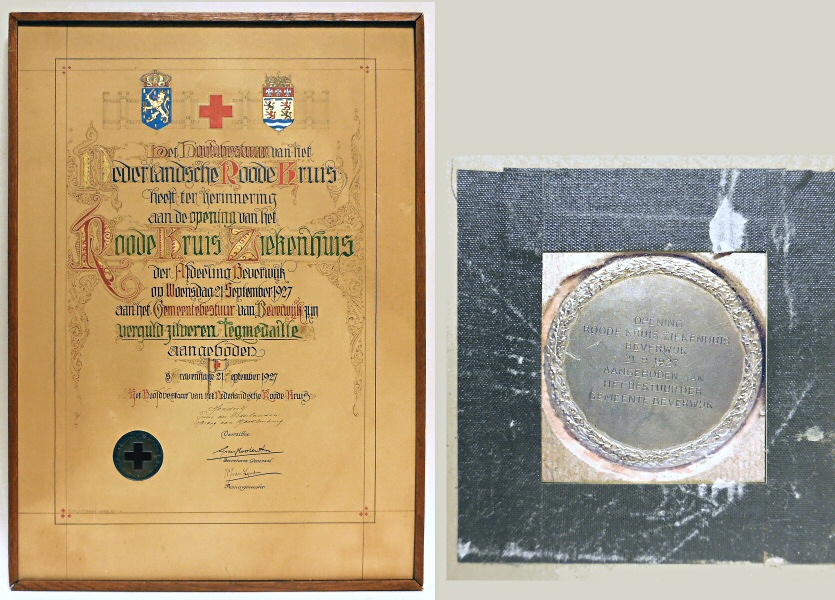 Het Hoofdbestuur van het
Nederlandsche Roode Kruis
heeft ter herinnering
aan de opening van het
Roode Kruis Ziekenhuis
der Afdeeling Beverwijk
op Woensdag 21 September 1927
aan het Gemeentebestuur van Beverwijk zijn
verguld zilveren legmedaille
aangeboden
's Gravenhage 21 September 1927
Het Hoofdbestuur van het Nederlandsche Roode Kruis
Voorzitter
Secretaris Generaal
Penningmeester
OPENING
ROODE KRUIS ZIEKENHUIS
BEVERWIJK
21.9.1927
AANGEBODEN AAN
HET BESTUUR DER
GEMEENTE BEVERWIJK